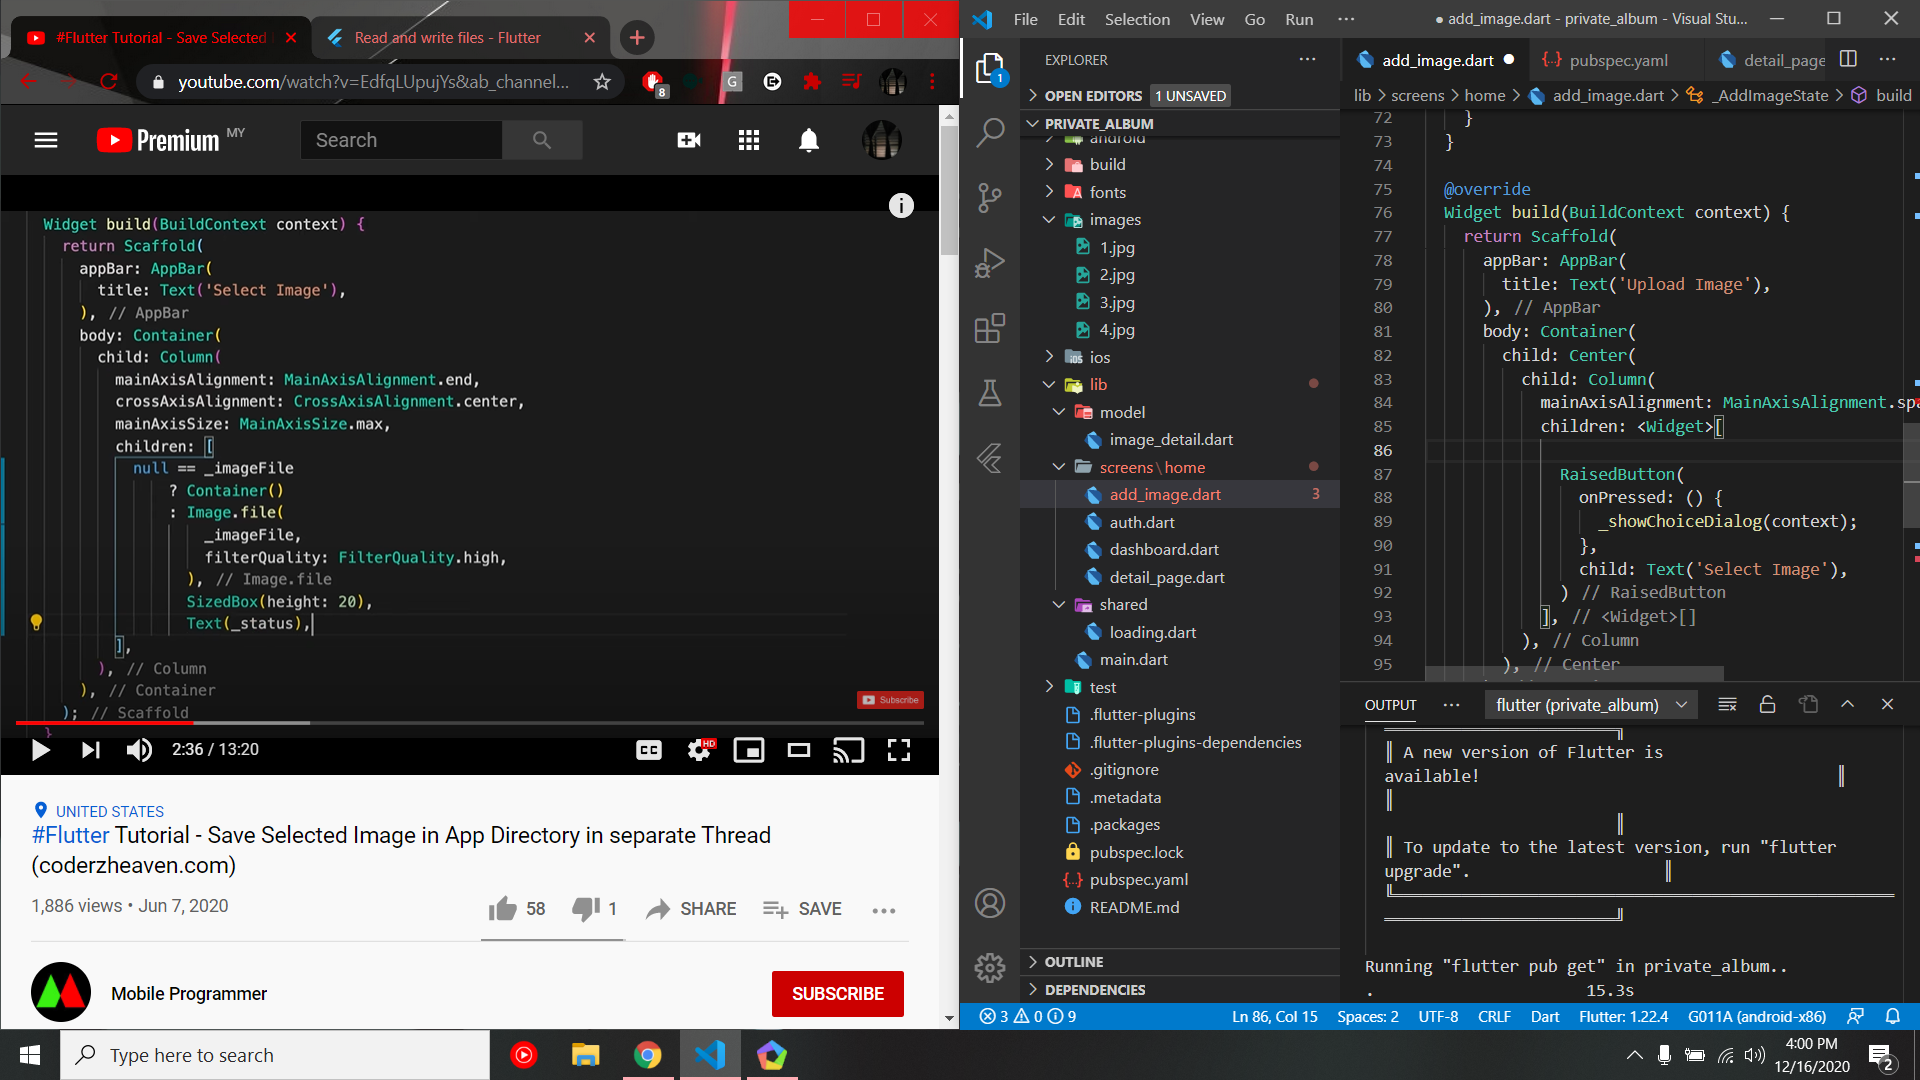 #Flutter Tutorial - Save Selected
Read and write files - Flutter
youtube.com/watch?v=EdfqLUpujYs&ab_channel...
8
G
Premium MY
Search
Widget build(BuildContext context) {
return Scaffold(
appBar: AppBar(
title: Text('Select Image'),
), // AppBar
body: Container(
child: Column(
mainAxisAlignment: MainAxisAlignment.end,
crossAxisAlignment: CrossAxisAlignment.center,
mainAxisSize: MainAxisSize.max,
children: [
null == _imageFile
? Container()
: Image.file(
_imageFile,
filterQuality: FilterQuality.high,
), // Image.file
SizedBox(height: 20),
Text(_status),
],
), // Column
), // Container
); // Scaffold
}
Subscribe
2:36 / 13:20
CC
HD
UNITED STATES
#Flutter Tutorial - Save Selected Image in App Directory in separate Thread
(coderzheaven.com)
1,886 views • Jun 7, 2020
58
1
SHARE
SAVE
Mobile Programmer
SUBSCRIBE
File Edit Selection View Go Run ···
● add_image.dart - private_album - Visual Stu...
1
EXPLORER
OPEN EDITORS 1 UNSAVED
PRIVATE_ALBUM
android
build
fonts
images
1.jpg
2.jpg
3.jpg
4.jpg
ios
lib
model
image_detail.dart
screens\home
add_image.dart 3
auth.dart
dashboard.dart
detail_page.dart
shared
loading.dart
main.dart
test
.flutter-plugins
.flutter-plugins-dependencies
.gitignore
.metadata
.packages
pubspec.lock
pubspec.yaml
README.md
OUTLINE
DEPENDENCIES
add_image.dart ●
pubspec.yaml
detail_page
lib > screens > home > add_image.dart > _AddImageState > build
72 }
73 }
74
75 @override
76 Widget build(BuildContext context) {
77 return Scaffold(
78 appBar: AppBar(
79 title: Text('Upload Image'),
80 ), // AppBar
81 body: Container(
82 child: Center(
83 child: Column(
84 mainAxisAlignment: MainAxisAlignment.spa
85 children: <Widget>[
86
87 RaisedButton(
88 onPressed: () {
89 _showChoiceDialog(context);
90 },
91 child: Text('Select Image'),
92 ) // RaisedButton
93 ], // <Widget>[]
94 ), // Column
95 ), // Center
OUTPUT ··· flutter (private_album)
║ A new version of Flutter is
available! ║
║
║
║ To update to the latest version, run "flutter
upgrade". ║
Running "flutter pub get" in private_album..
. 15.3s
3 0 9
Ln 86, Col 15 Spaces: 2 UTF-8 CRLF Dart Flutter: 1.22.4 G011A (android-x86)
Type here to search
4:00 PM
12/16/2020
2